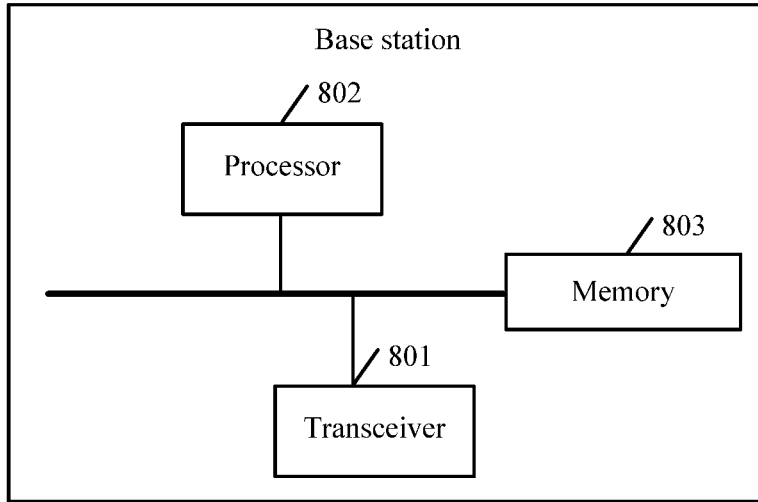 Base station
802
Processor
803
Memory
801
Transceiver